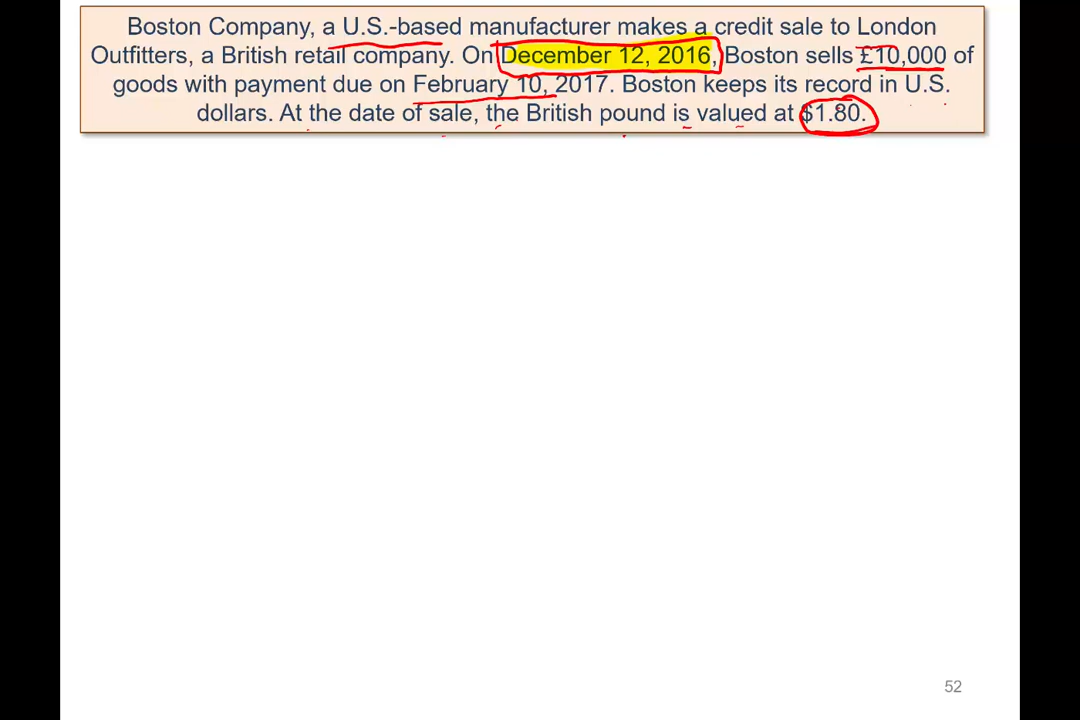 Boston Company, a U.S.-based manufacturer makes a credit sale to London
Outfitters, a British retail company. On December 12, 2016, Boston sells £10,000 of
goods with payment due on February 10, 2017. Boston keeps its record in U.S.
dollars. At the date of sale, the British pound is valued at $1.80.
52